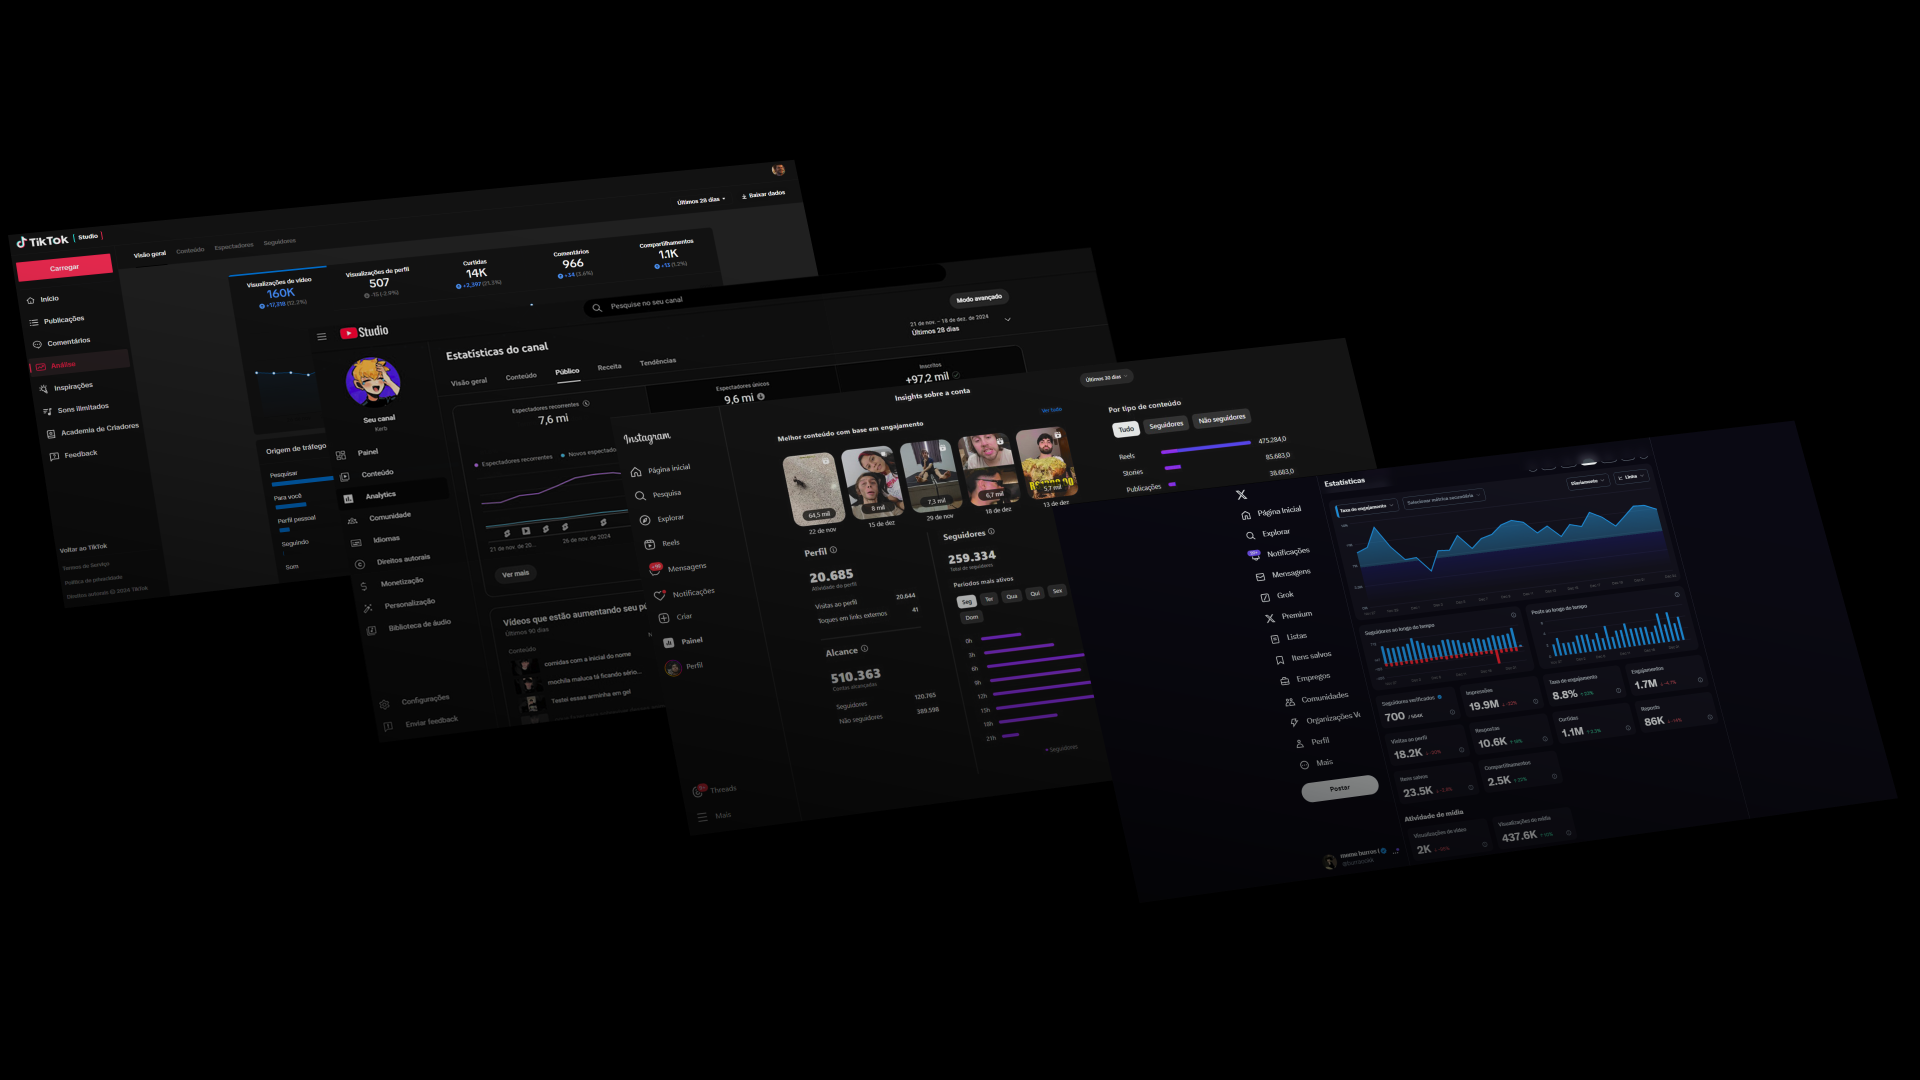 TikTok Studio
Carregar
Início
Publicações
Comentários
Análise
Inspirações
Sons ilimitados
Academia de Criadores
Feedback
Voltar ao TikTok
Termos de Serviço
Política de privacidade
Direitos autorais © 2024 TikTok
Visão geral Conteúdo Espectadores Seguidores
Últimos 28 dias
Baixar dados
Visualizações de vídeo
160K
Visualizações de perfil
507
Curtidas
14K
+2,397
Comentários
966
+34 (3.6%)
Compartilhamentos
1.1K
+13 (1.2%)
Origem do tráfego
Pesquisar
Para você
Perfil pessoal
Seguindo
Som
Studio
Pesquise no seu canal
Seu canal
Kerb
Painel
Conteúdo
Analytics
Comunidade
Idiomas
Direitos autorais
Monetização
Personalização
Biblioteca de áudio
Configurações
Enviar feedback
Estatísticas do canal
Modo avançado
Visão geral Conteúdo Público Receita Tendências
21 de nov. – 18 de dez. de 2024
Últimos 28 dias
Espectadores recorrentes
7,6 mi
Espectadores únicos
9,6 mi
Inscritos
+97,2 mil
Espectadores recorrentes
Novos espectado
21 de nov. de 20...
26 de nov. de 2024
Ver mais
Vídeos que estão aumentando seu pú
Últimos 90 dias
Conteúdo
comidas com a inicial do nome
mochila maluca tá ficando sério...
Testei essas arminha em gel
Instagram
Página inicial
Pesquisa
Explorar
Reels
Mensagens
Notificações
Criar
Painel
Perfil
Threads
Mais
Insights sobre a conta
Últimos 30 dias
Melhor conteúdo com base em engajamento
Ver tudo
64,5 mil
22 de nov
8 mil
15 de dez
7,3 mil
29 de nov
6,7 mil
18 de dez
5,7 mil
13 de dez
Perfil
20.685
Atividade do perfil
Visitas ao perfil 20.644
Toques em links externos 41
Alcance
510.363
Contas alcançadas
Seguidores 120.765
Não seguidores 389.598
Seguidores
259.334
Total de seguidores
Períodos mais ativos
Seg Ter Qua Qui Sex
Dom
0h
3h
6h
9h
12h
15h
18h
21h
Seguidores
Por tipo de conteúdo
Tudo Seguidores Não seguidores
Reels 475.284,0
Stories 85.683,0
Publicações 38.683,0
X
Página Inicial
Explorar
Notificações
Mensagens
Grok
Premium
Listas
Itens salvos
Empregos
Comunidades
Organizações Ve
Perfil
Mais
Postar
Estatísticas
Taxa de engajamento
Selecionar métrica secundária
Diariamente
Linha
Seguidores ao longo do tempo
Posts ao longo do tempo
Seguidores verificados
700
Impressões
19.9M
Taxa de engajamento
8.8%
Engajamentos
1.7M
Visitas ao perfil
18.2K
Respostas
10.6K
Curtidas
1.1M
Reposts
86K
Itens salvos
23.5K
Compartilhamentos
2.5K
Atividade de mídia
Visualizações de vídeo
2K
Visualizações de mídia
437.6K